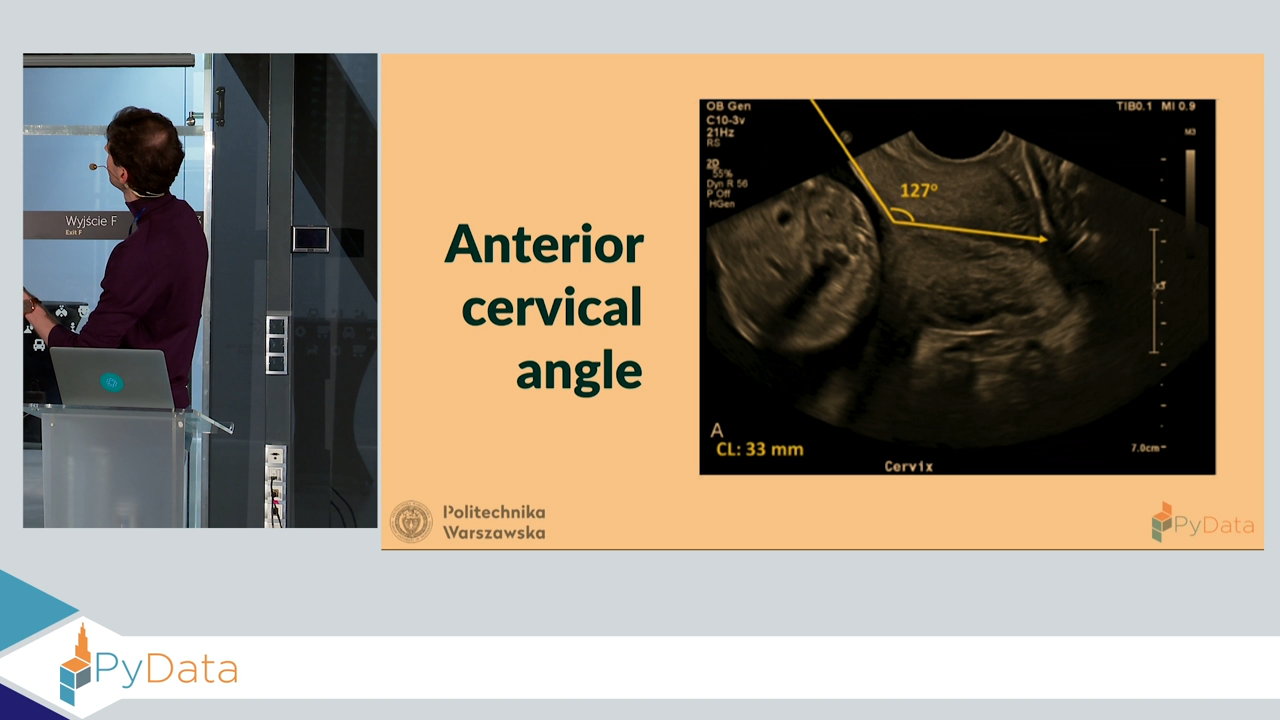 Wyjście F
Exit F
Anterior
cervical
angle
OB Gen
C10-3v
21Hz
RS
2D
55%
Dyn R 56
P Off
HGen
TIB0.1 MI 0.9
M3
127°
A
CL: 33 mm
7.0cm
Cervix
Politechnika
Warszawska
PyData
PyData